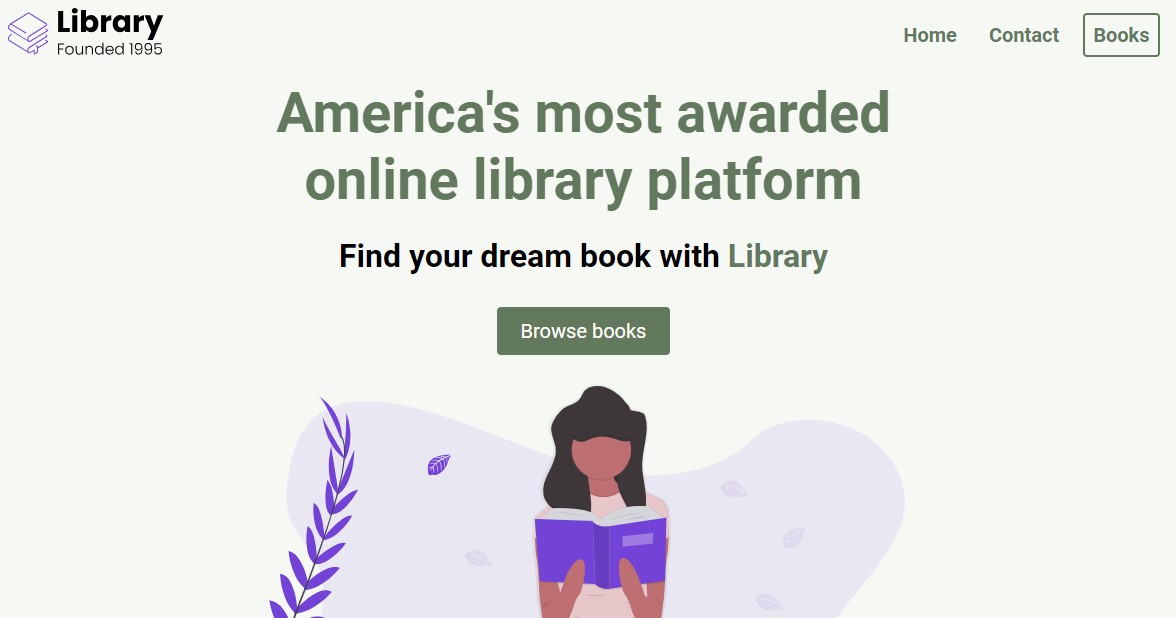 Library
Founded 1995
Home
Contact
Books
America's most awarded
online library platform
Find your dream book with Library
Browse books